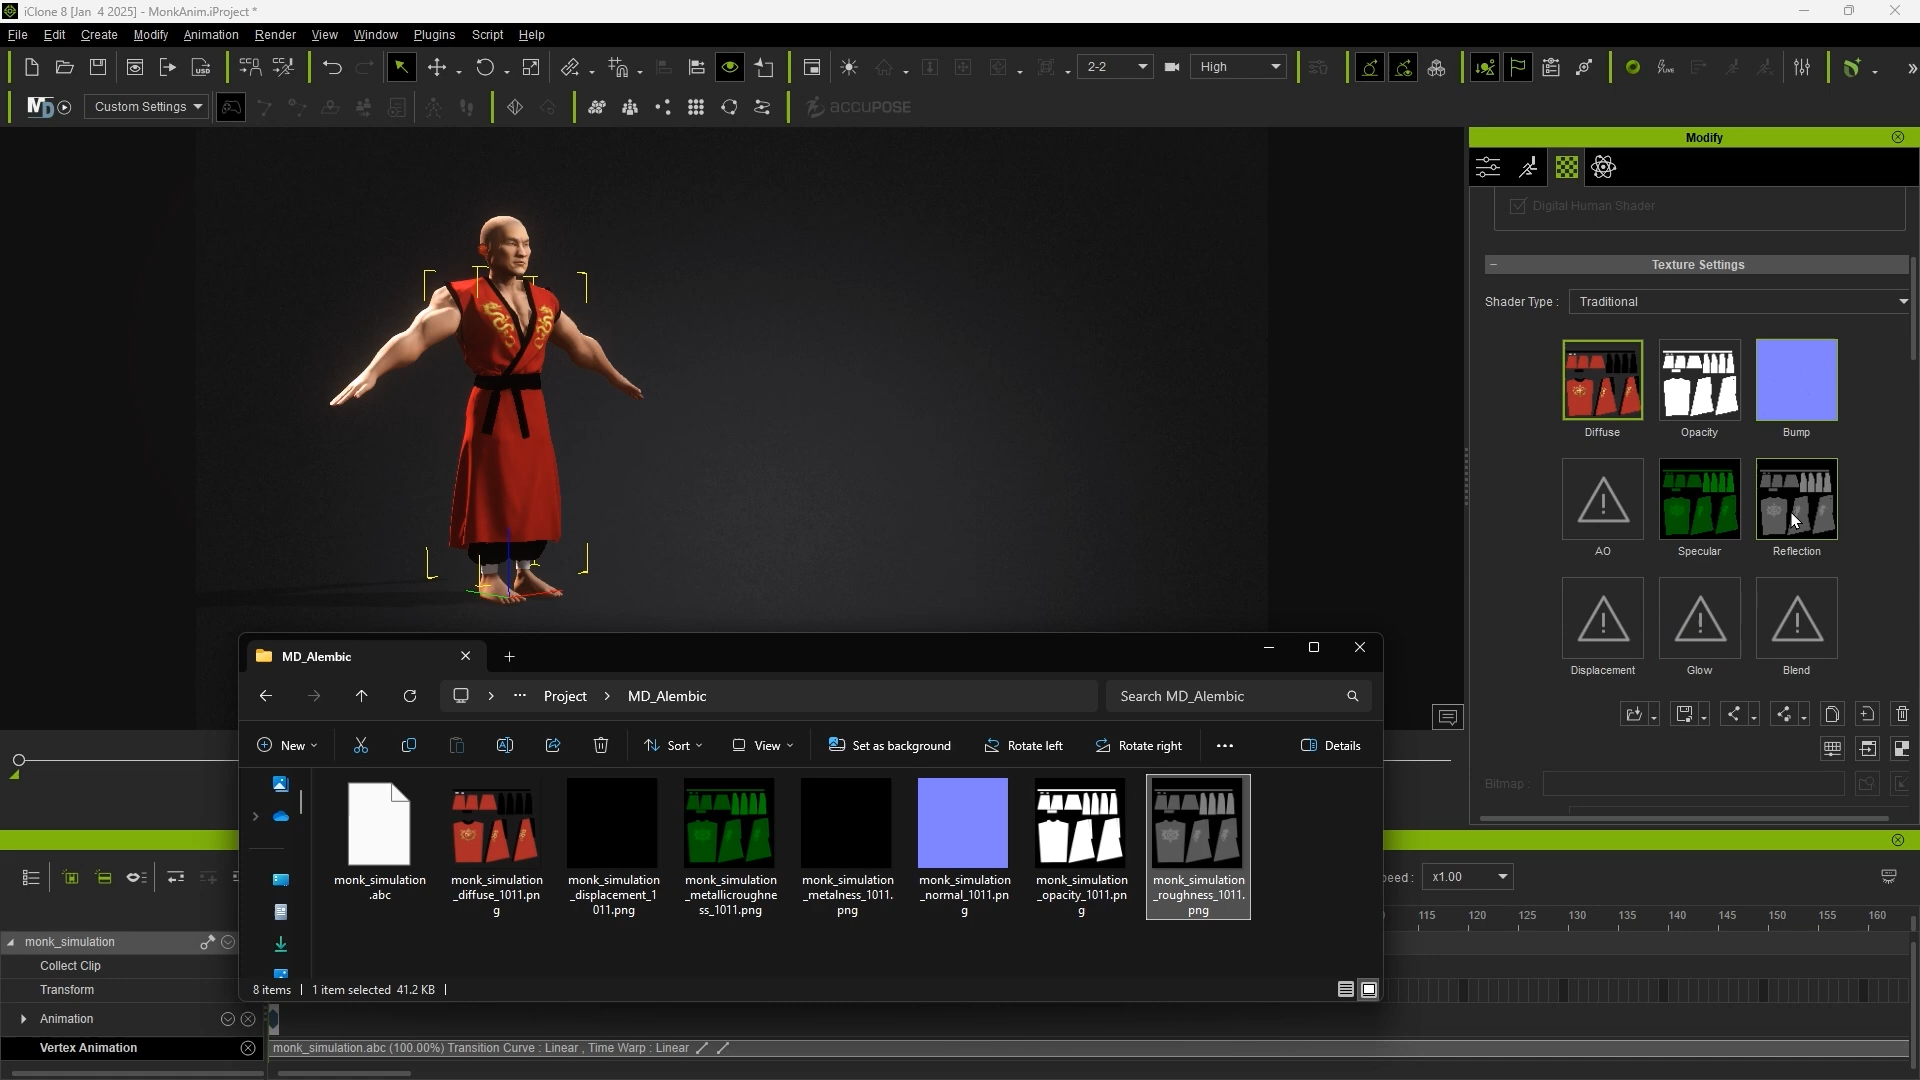 iClone 8 [Jan  4 2025] - MonkAnim.iProject *
File Edit Create Modify Animation Render View Window Plugins Script Help
2-2 High
MD Custom Settings ACCUPOSE
Modify
Digital Human Shader
Texture Settings
Shader Type : Traditional
Diffuse Opacity Bump
AO Specular Reflection
Displacement Glow Blend
Bitmap :
MD_Alembic
Project MD_Alembic Search MD_Alembic
New Sort View Set as background Rotate left Rotate right Details
monk_simulation
.abc
monk_simulation
_diffuse_1011.pn
g
monk_simulation
_displacement_1
011.png
monk_simulation
_metallicroughne
ss_1011.png
monk_simulation
_metalness_1011.
png
monk_simulation
_normal_1011.pn
g
monk_simulation
_opacity_1011.pn
g
monk_simulation
_roughness_1011.
png
8 items 1 item selected 41.2 KB
eed : x1.00
115 120 125 130 135 140 145 150 155 160
monk_simulation
Collect Clip
Transform
Animation
Vertex Animation
monk_simulation.abc (100.00%) Transition Curve : Linear , Time Warp : Linear